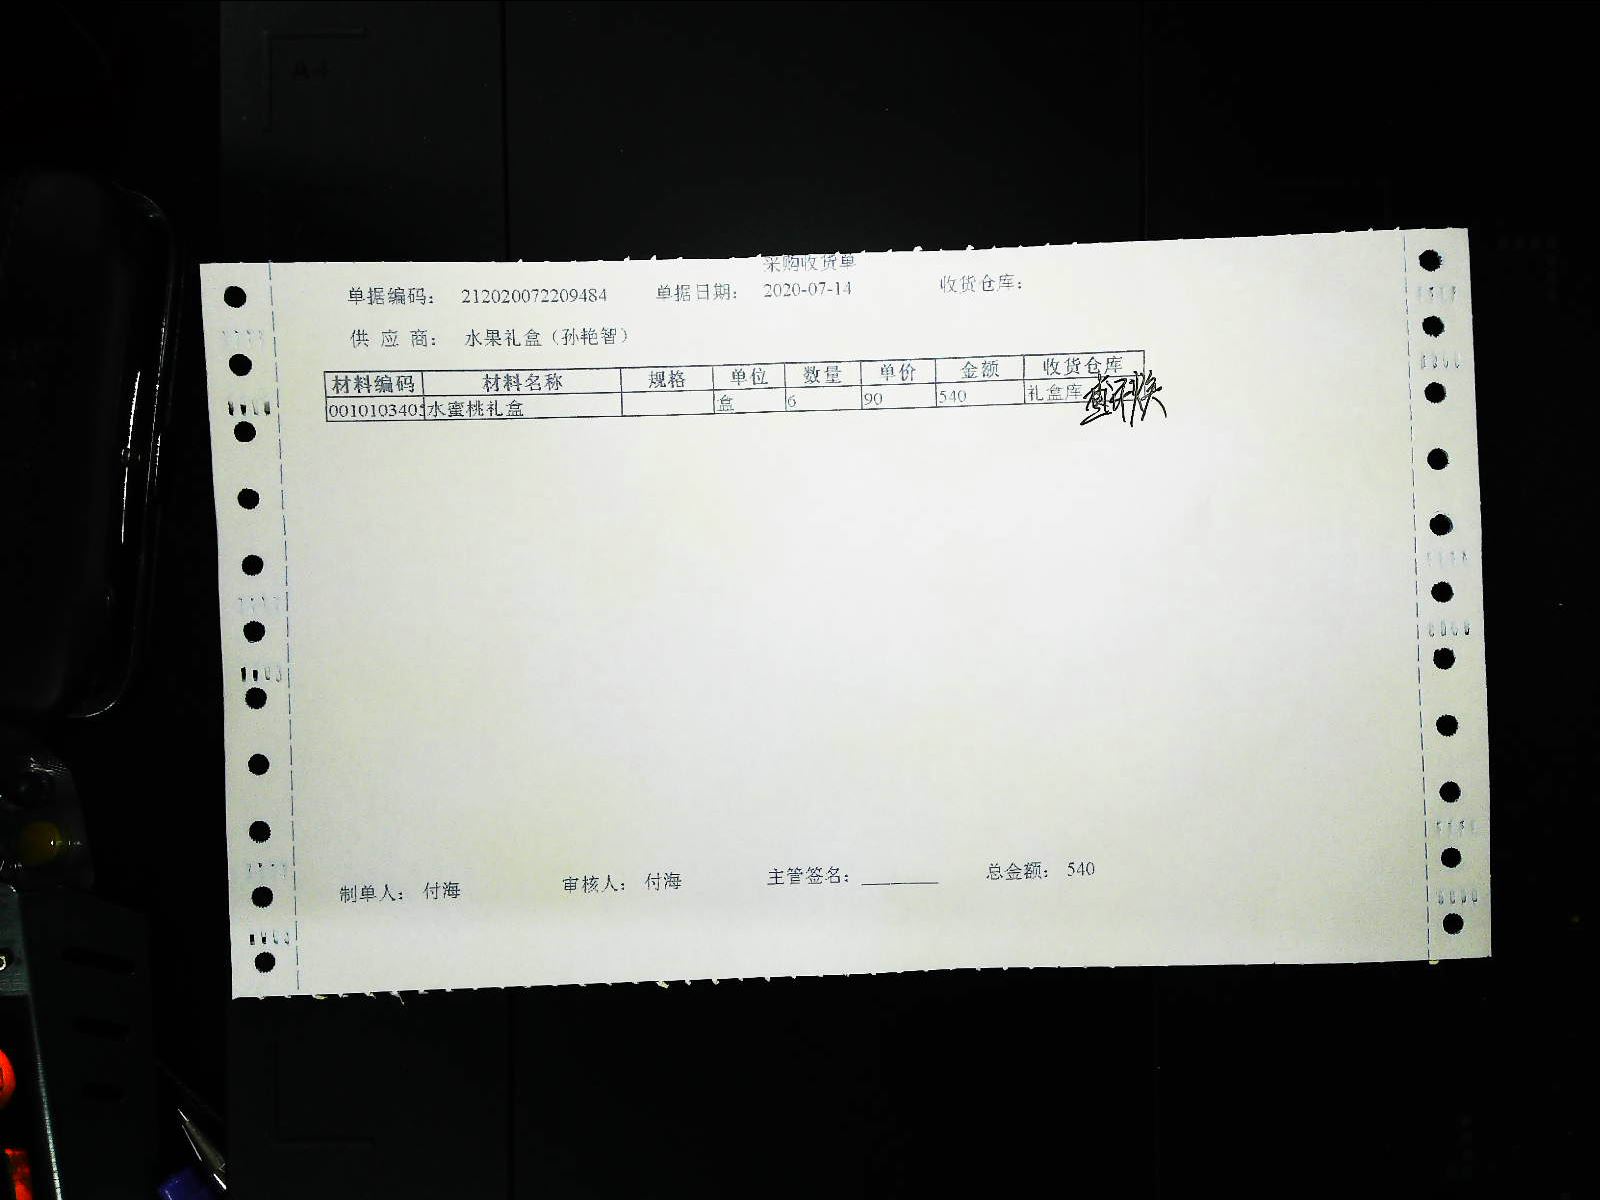 采购收货单
单据编码： 212020072209484 单据日期： 2020-07-14 收货仓库：
供 应 商： 水果礼盒（孙艳智）
材料编码 材料名称 规格 单位 数量 单价 金额 收货仓库
0010103405 水蜜桃礼盒 盒 6 90 540 礼盒库
制单人： 付海 审核人： 付海 主管签名：________ 总金额： 540